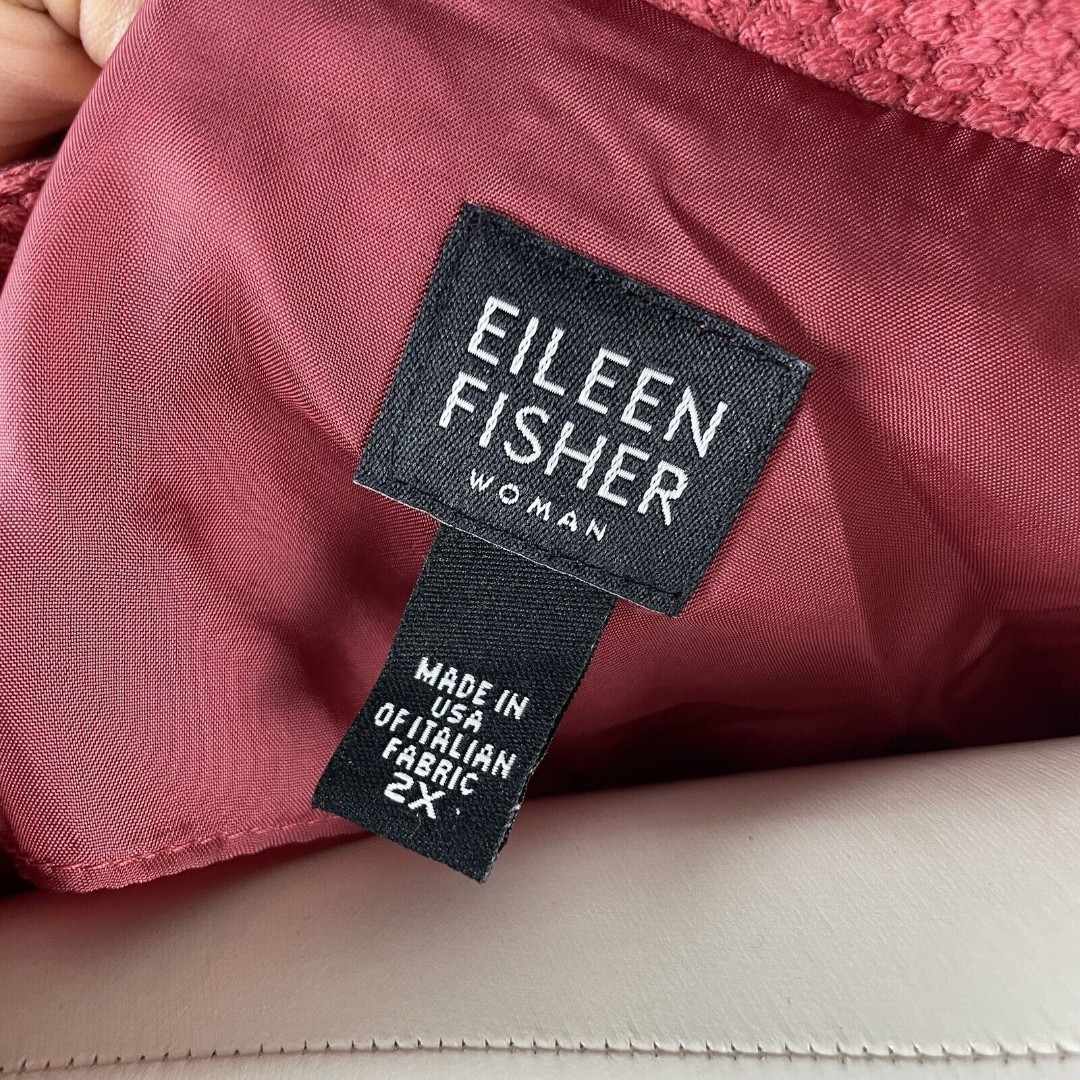 EILEEN
FISHER
WOMAN
MADE IN
USA
OF ITALIAN
FABRIC
2X